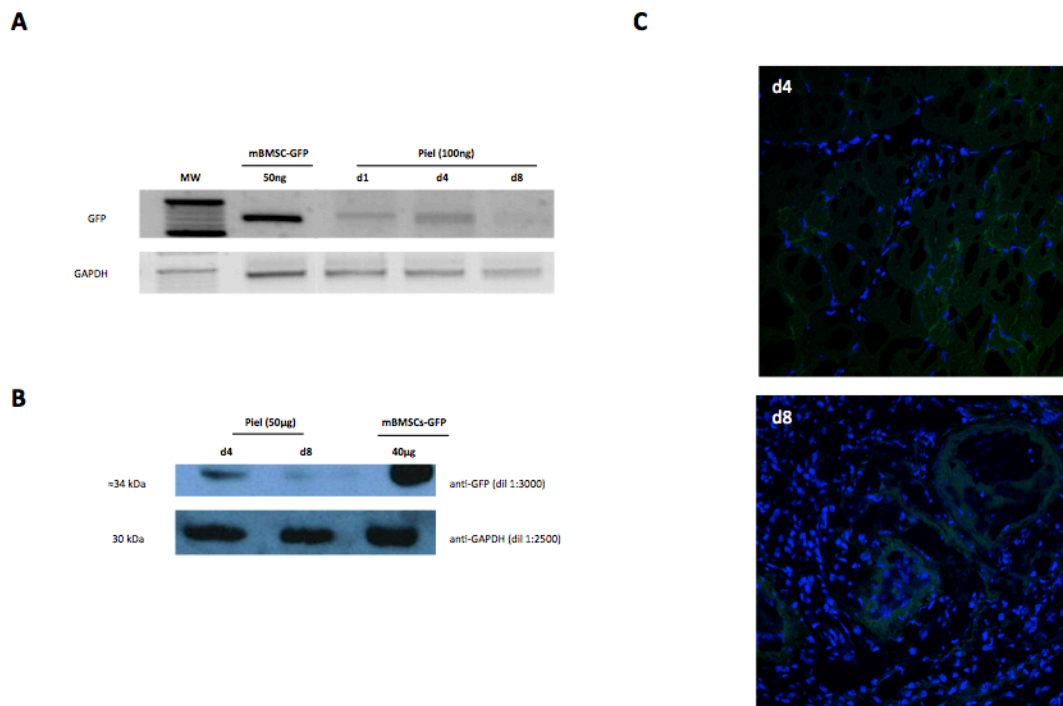 A
mBMSC-GFP Piel (100ng)
MW 50ng d1 d4 d8
GFP
GAPDH
B
Piel (50µg) mBMSCs-GFP
d4 d8 40µg
≈34 kDa anti-GFP (dil 1:3000)
30 kDa anti-GAPDH (dil 1:2500)
C
d4
d8